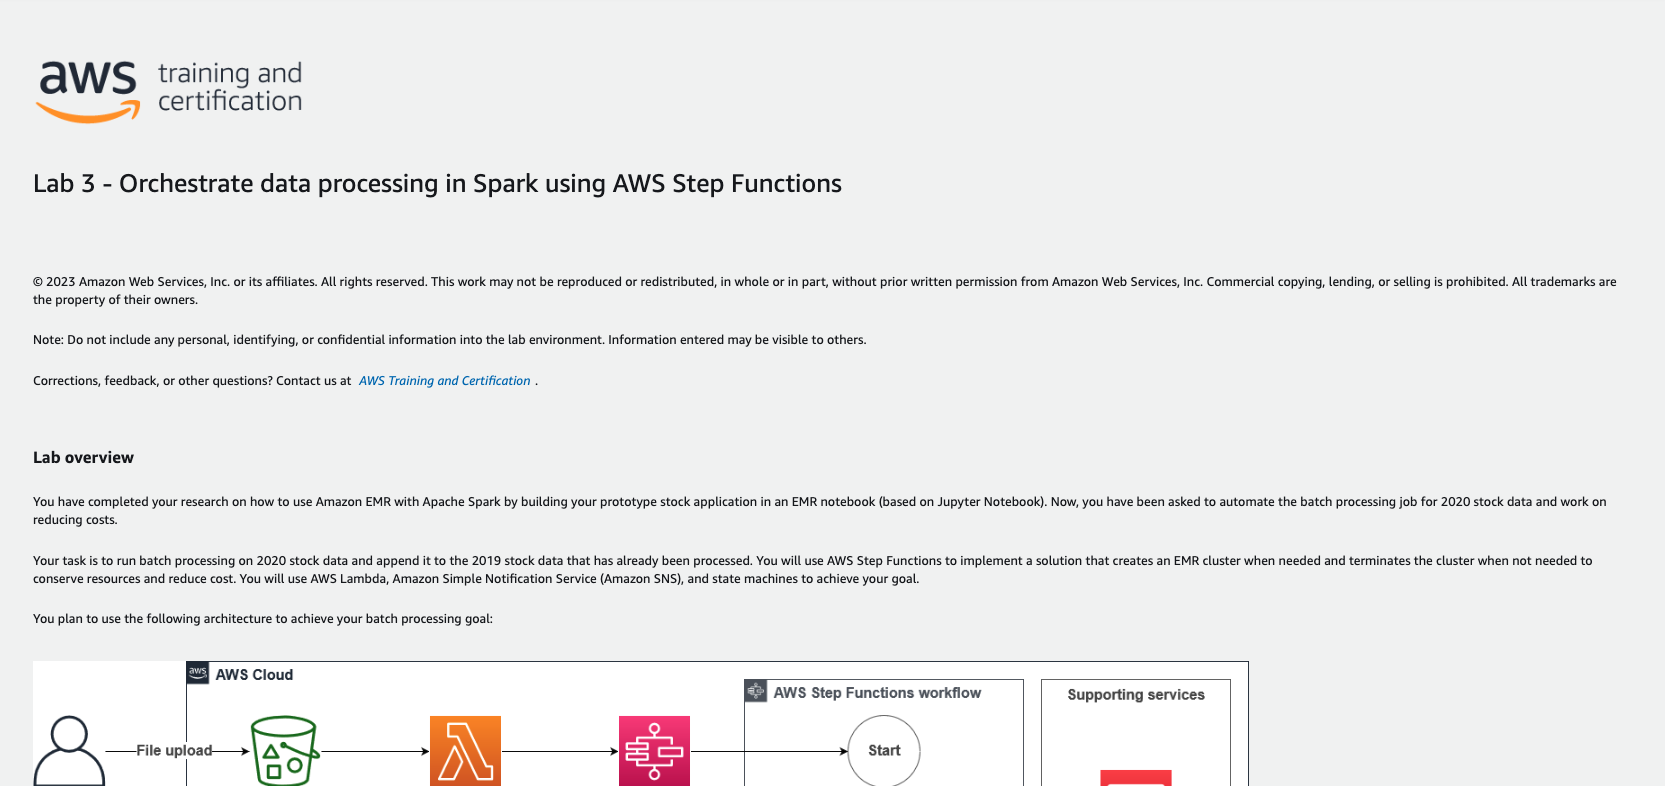 aws training and
certification
Lab 3 - Orchestrate data processing in Spark using AWS Step Functions
© 2023 Amazon Web Services, Inc. or its affiliates. All rights reserved. This work may not be reproduced or redistributed, in whole or in part, without prior written permission from Amazon Web Services, Inc. Commercial copying, lending, or selling is prohibited. All trademarks are
the property of their owners.
Note: Do not include any personal, identifying, or confidential information into the lab environment. Information entered may be visible to others.
Corrections, feedback, or other questions? Contact us at AWS Training and Certification .
Lab overview
You have completed your research on how to use Amazon EMR with Apache Spark by building your prototype stock application in an EMR notebook (based on Jupyter Notebook). Now, you have been asked to automate the batch processing job for 2020 stock data and work on
reducing costs.
Your task is to run batch processing on 2020 stock data and append it to the 2019 stock data that has already been processed. You will use AWS Step Functions to implement a solution that creates an EMR cluster when needed and terminates the cluster when not needed to
conserve resources and reduce cost. You will use AWS Lambda, Amazon Simple Notification Service (Amazon SNS), and state machines to achieve your goal.
You plan to use the following architecture to achieve your batch processing goal:
aws AWS Cloud
AWS Step Functions workflow
Supporting services
File upload
Start